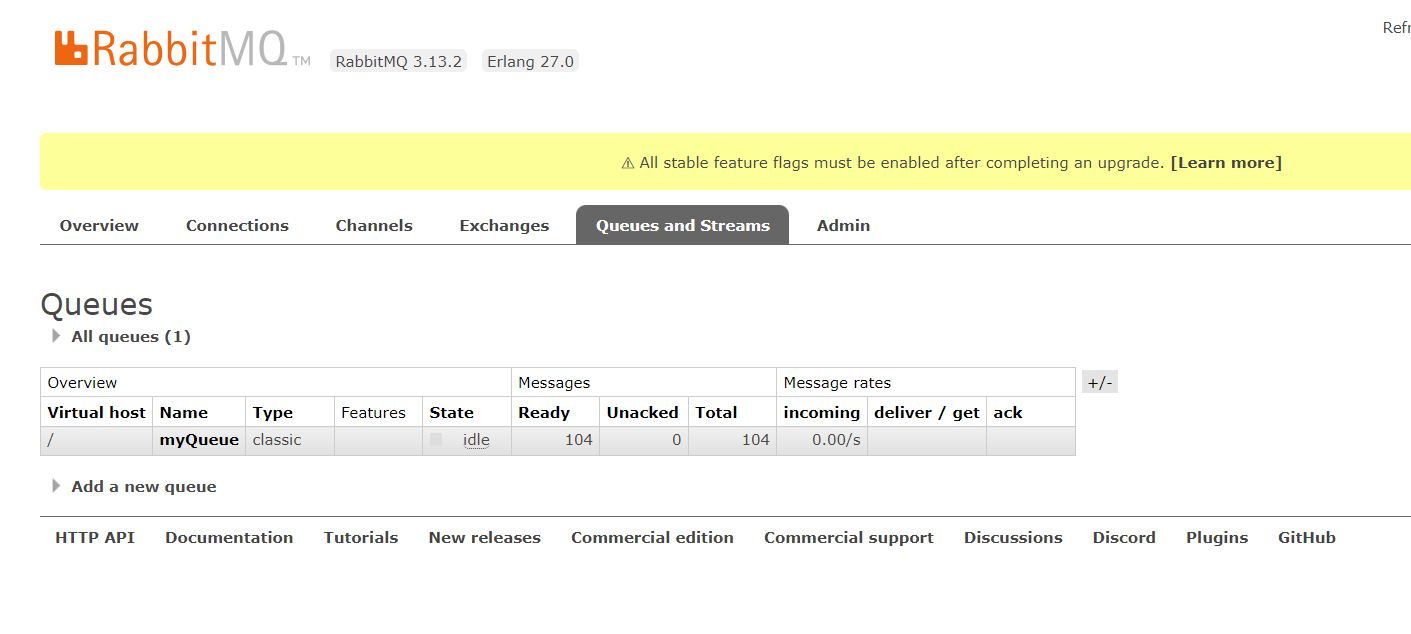 RabbitMQ TM RabbitMQ 3.13.2 Erlang 27.0
Refr
⚠ All stable feature flags must be enabled after completing an upgrade. [Learn more]
Overview Connections Channels Exchanges Queues and Streams Admin
Queues
All queues (1)
Overview Messages Message rates +/-
Virtual host Name Type Features State Ready Unacked Total incoming deliver / get ack
/ myQueue classic idle 104 0 104 0.00/s
Add a new queue
HTTP API Documentation Tutorials New releases Commercial edition Commercial support Discussions Discord Plugins GitHub